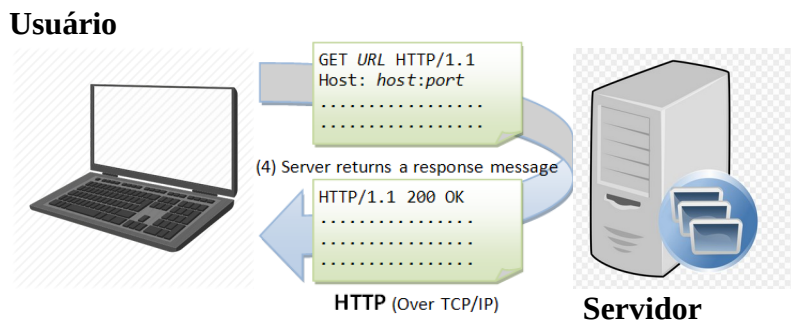 Usuário
GET URL HTTP/1.1
Host: host:port
.................
.................
(4) Server returns a response message
HTTP/1.1 200 OK
................
................
................
HTTP (Over TCP/IP)
Servidor